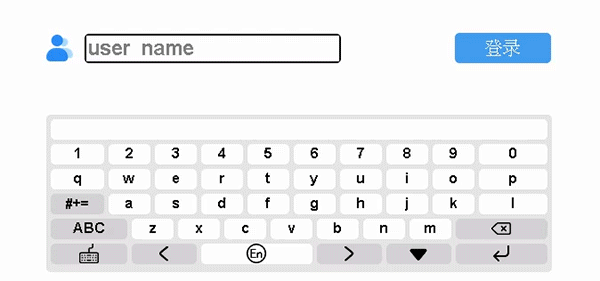 user name
登录
1 2 3 4 5 6 7 8 9 0
q w e r t y u i o p
#+= a s d f g h j k l
ABC z x c v b n m
En